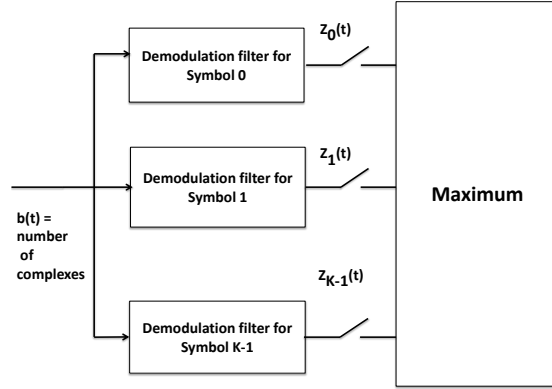 Z0(t)
Demodulation filter for
Symbol 0
Z1(t)
Demodulation filter for
Symbol 1
Maximum
b(t) =
number
of
complexes
ZK-1(t)
Demodulation filter for
Symbol K-1